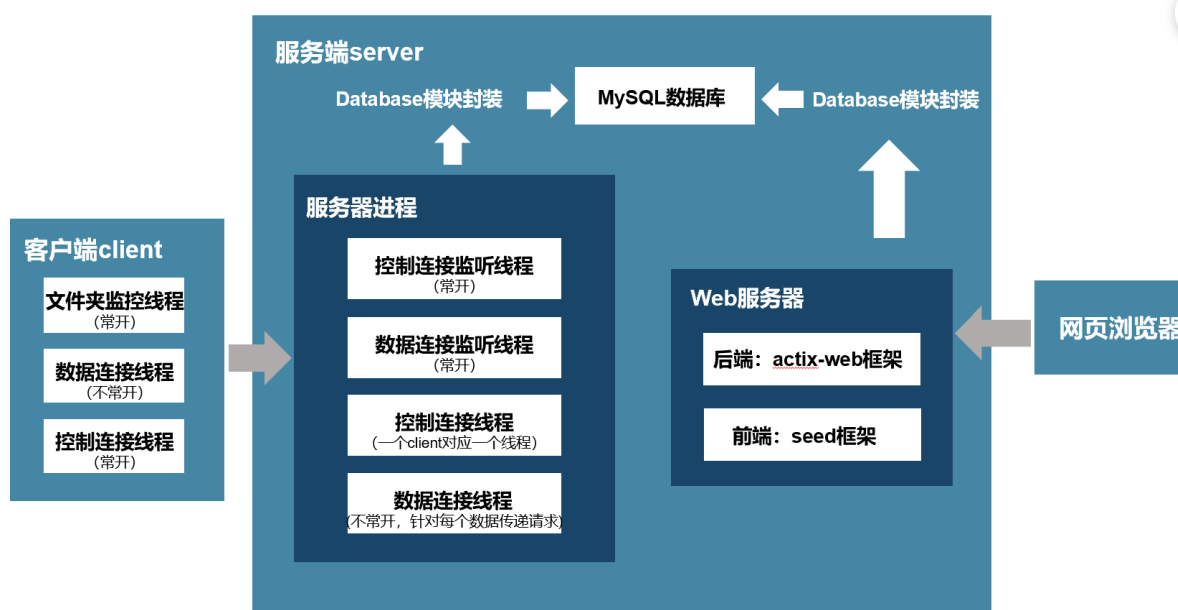 服务端server
Database模块封装
MySQL数据库
Database模块封装
客户端client
文件夹监控线程
(常开)
数据连接线程
(不常开)
控制连接线程
(常开)
服务器进程
控制连接监听线程
(常开)
数据连接监听线程
(常开)
控制连接线程
(一个client对应一个线程)
数据连接线程
(不常开，针对每个数据传递请求)
Web服务器
后端：actix-web框架
前端：seed框架
网页浏览器